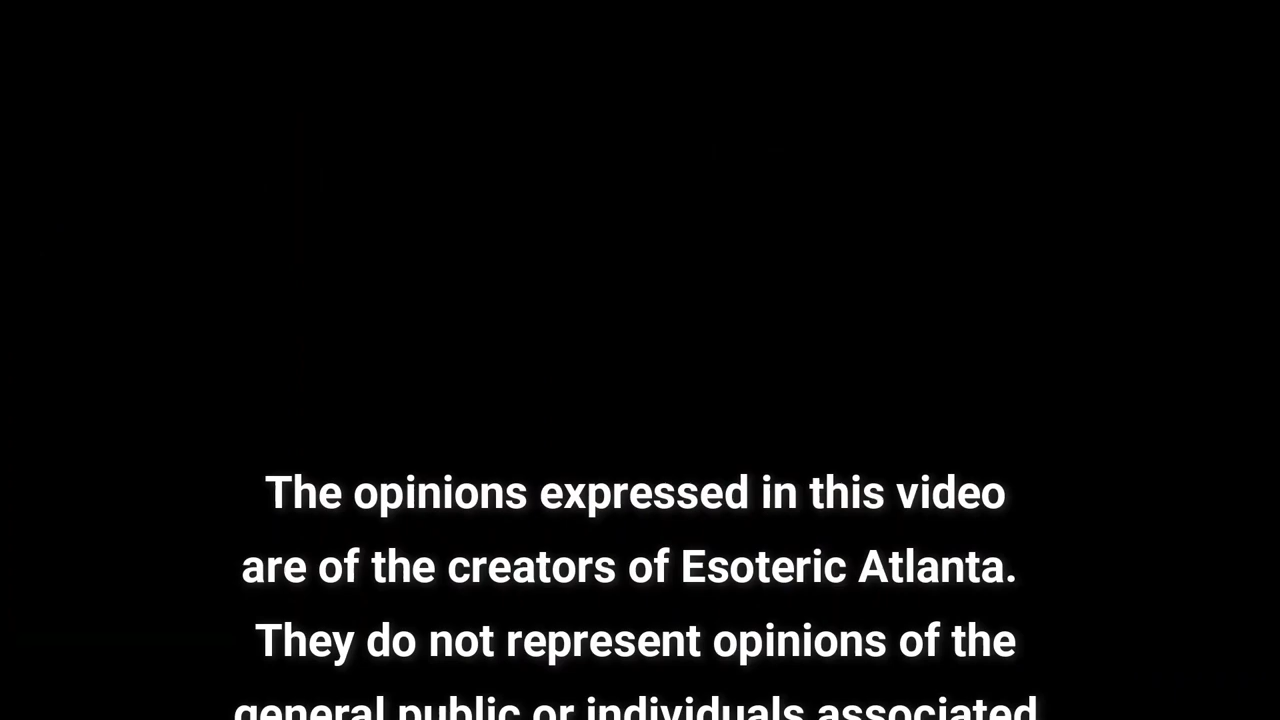 The opinions expressed in this video
are of the creators of Esoteric Atlanta.
They do not represent opinions of the
general public or individuals associated